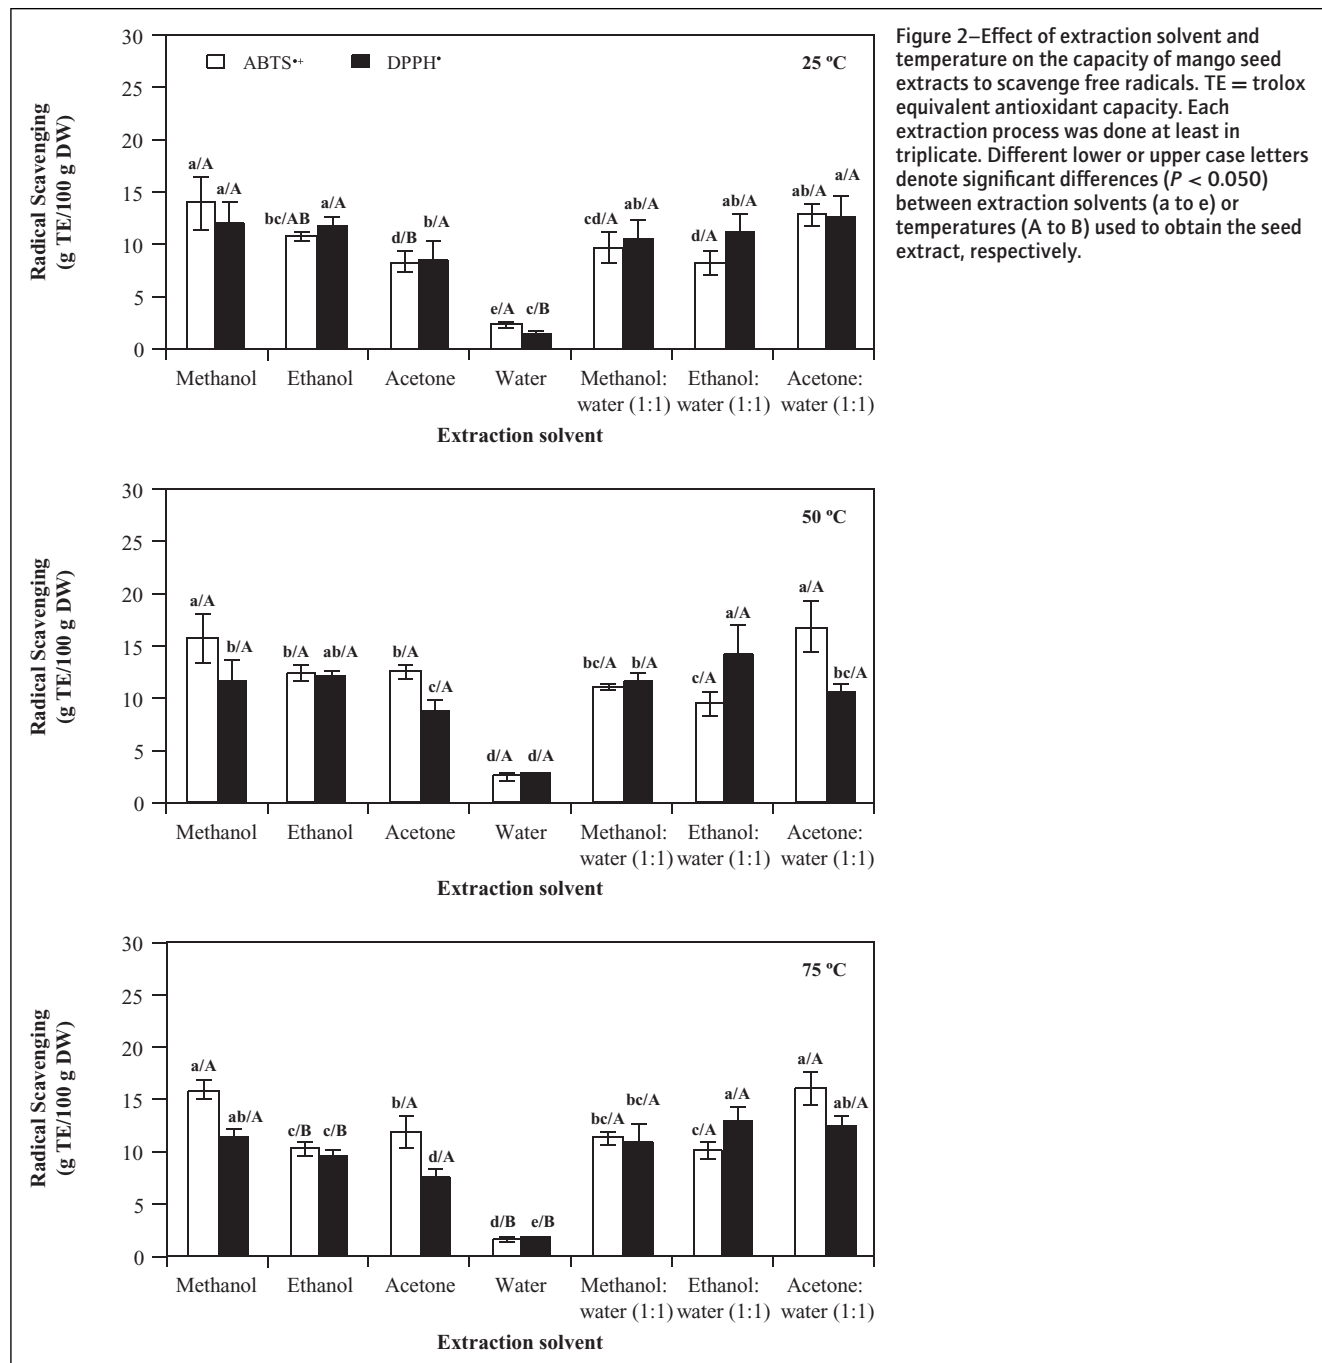 Figure 2–Effect of extraction solvent and
temperature on the capacity of mango seed
extracts to scavenge free radicals. TE = trolox
equivalent antioxidant capacity. Each
extraction process was done at least in
triplicate. Different lower or upper case letters
denote significant differences (P < 0.050)
between extraction solvents (a to e) or
temperatures (A to B) used to obtain the seed
extract, respectively.
Radical Scavenging
(g TE/100 g DW)
30
25
20
15
10
5
0
ABTS•+ DPPH•
25 ºC
a/A a/A bc/AB a/A d/B b/A e/A c/B cd/A ab/A d/A ab/A ab/A a/A
Methanol Ethanol Acetone Water Methanol: Ethanol: Acetone:
water (1:1) water (1:1) water (1:1)
Extraction solvent
Radical Scavenging
(g TE/100 g DW)
30
25
20
15
10
5
0
50 ºC
a/A b/A b/A ab/A b/A c/A d/A d/A bc/A b/A c/A a/A a/A bc/A
Methanol Ethanol Acetone Water Methanol: Ethanol: Acetone:
water (1:1) water (1:1) water (1:1)
Extraction solvent
Radical Scavenging
(g TE/100 g DW)
30
25
20
15
10
5
0
75 ºC
a/A ab/A c/B c/B b/A d/A d/B e/B bc/A bc/A c/A a/A a/A ab/A
Methanol Ethanol Acetone Water Methanol: Ethanol: Acetone:
water (1:1) water (1:1) water (1:1)
Extraction solvent